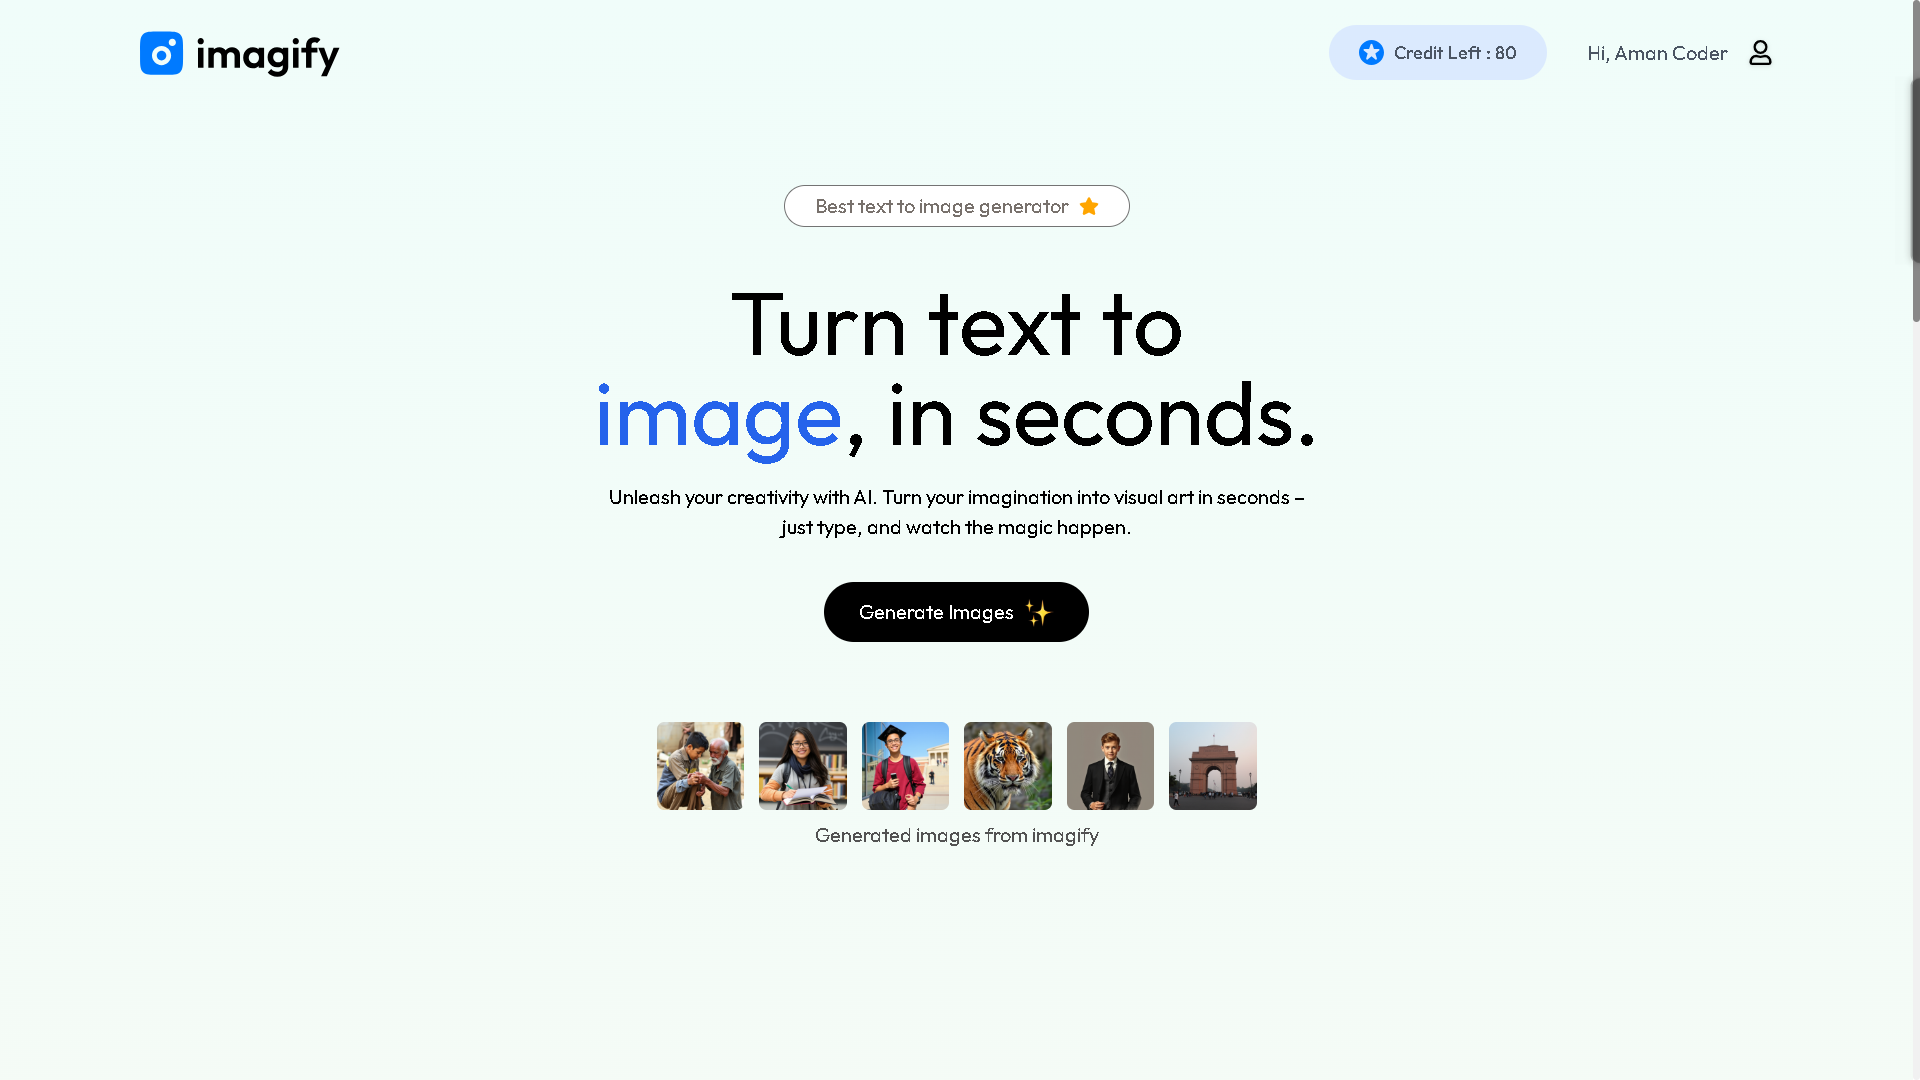 imagify
Credit Left : 80
Hi, Aman Coder
Best text to image generator
Turn text to
image, in seconds.
Unleash your creativity with AI. Turn your imagination into visual art in seconds –
just type, and watch the magic happen.
Generate Images
Generated images from imagify